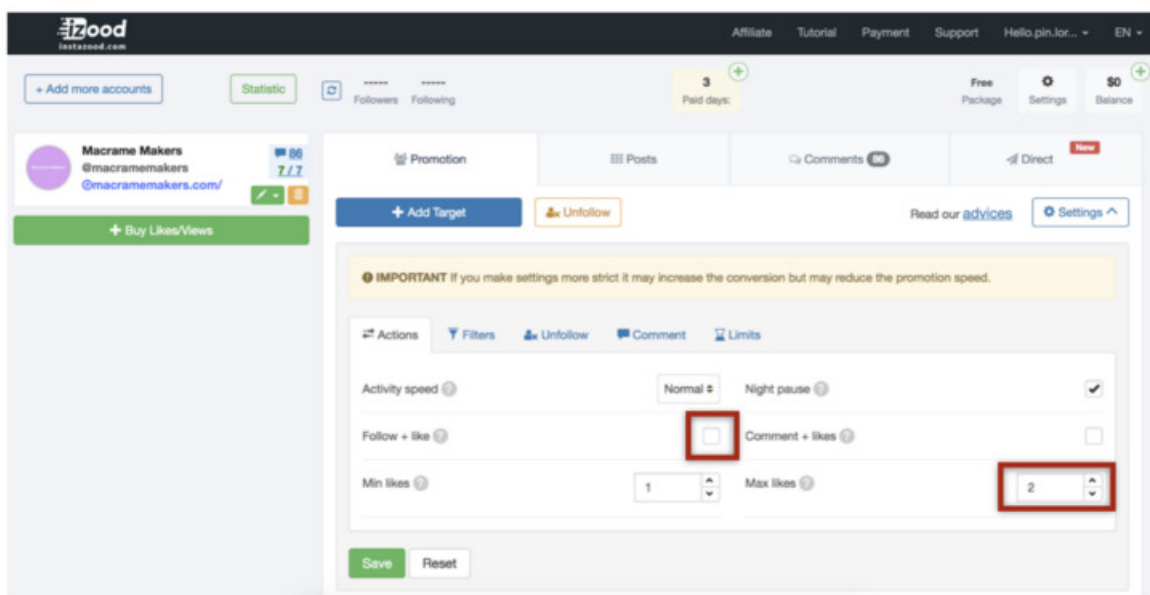 izood
instazood.com
Affiliate Tutorial Payment Support Hello.pin.lor... EN
+ Add more accounts
Statistic
----- -----
Followers Following
3
Paid days:
Free
Package
Settings
$0
Balance
Macrame Makers
@macramemakers
@macramemakers.com/
86
7 / 7
+ Buy Likes/Views
Promotion
Posts
Comments 86
Direct
New
+ Add Target
Unfollow
Read our advices
Settings
IMPORTANT If you make settings more strict it may increase the conversion but may reduce the promotion speed.
Actions Filters Unfollow Comment Limits
Activity speed ? Normal Night pause ?
Follow + like ? Comment + likes ?
Min likes ? 1 Max likes ? 2
Save Reset